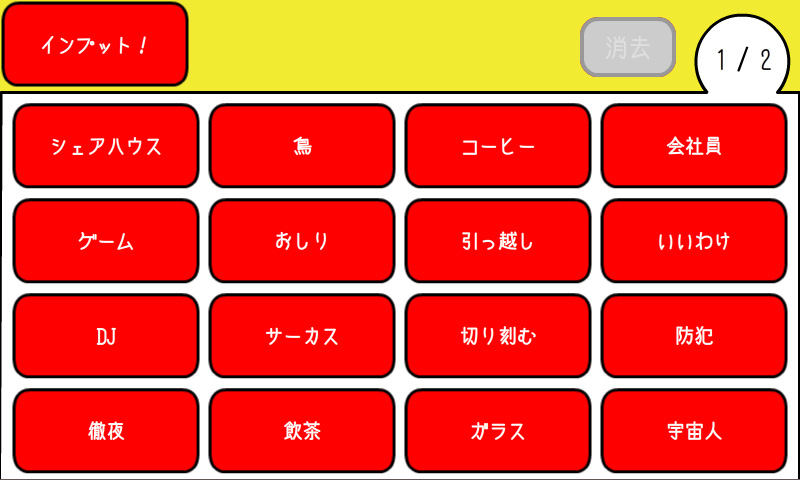 インプット！
消去
1 / 2
シェアハウス
鳥
コーヒー
会社員
ゲーム
おしり
引っ越し
いいわけ
DJ
サーカス
切り刻む
防犯
徹夜
飲茶
ガラス
宇宙人